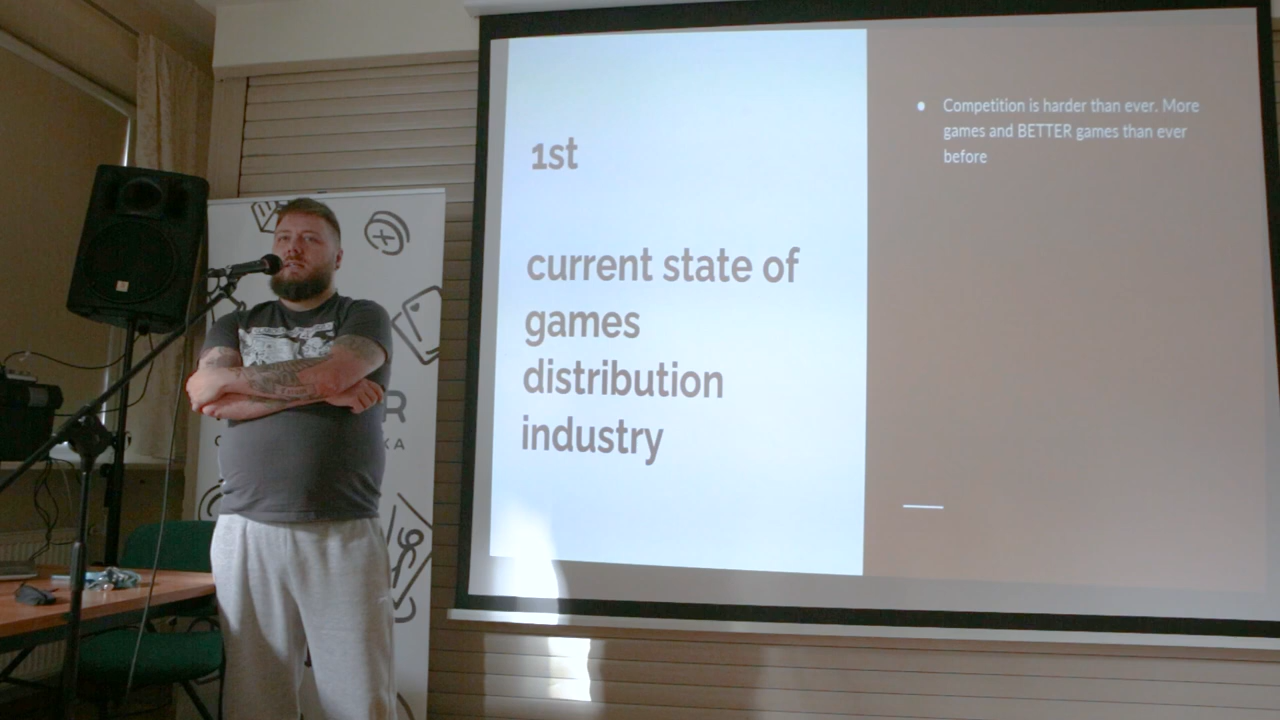 1st
current state of
games
distribution
industry
Competition is harder than ever. More
games and BETTER games than ever
before